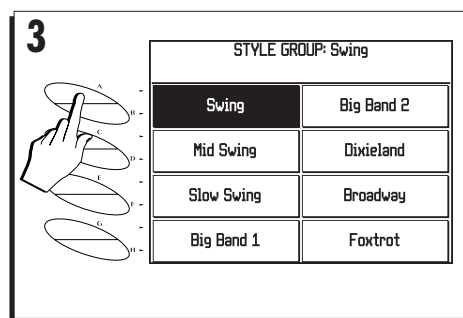 3
STYLE GROUP: Swing
A
B
Swing Big Band 2
C
D
Mid Swing Dixieland
E
F
Slow Swing Broadway
G
H
Big Band 1 Foxtrot